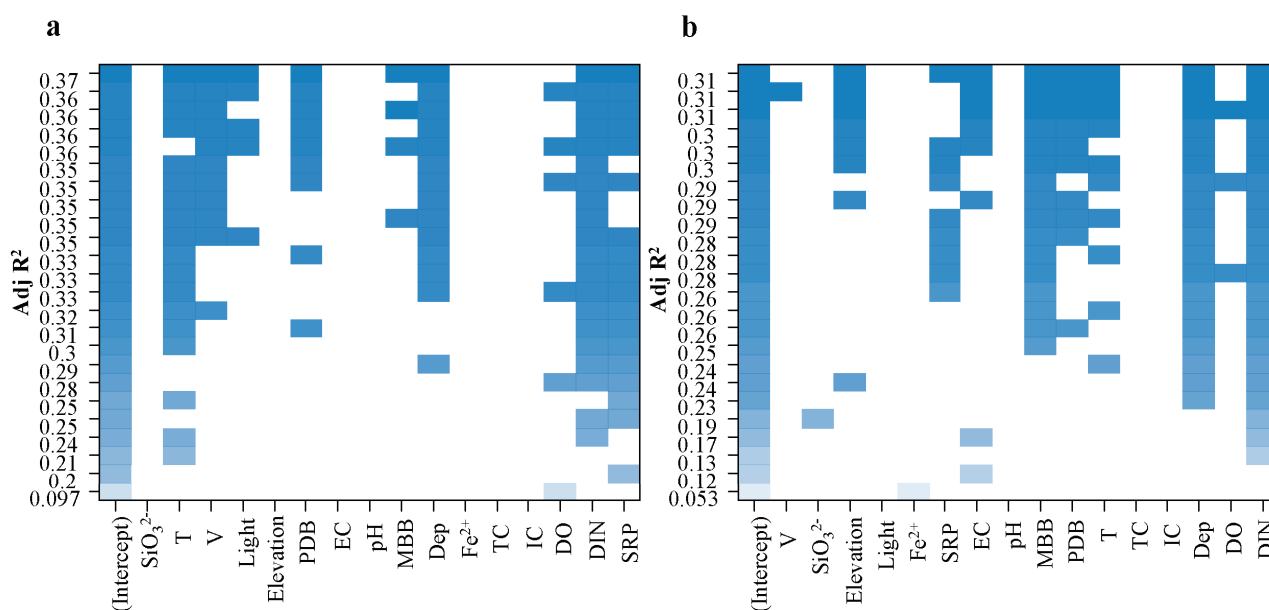 a
b
Adj R²
0.37
0.36
0.36
0.36
0.36
0.35
0.35
0.35
0.35
0.35
0.33
0.33
0.33
0.32
0.31
0.3
0.29
0.28
0.25
0.24
0.21
0.2
0.097
(Intercept)
SiO₃²⁻
T
V
Light
Elevation
PDB
EC
pH
MBB
Dep
Fe²⁺
TC
IC
DO
DIN
SRP
Adj R²
0.31
0.31
0.31
0.3
0.3
0.3
0.29
0.29
0.29
0.28
0.28
0.28
0.26
0.26
0.26
0.25
0.24
0.24
0.23
0.19
0.17
0.13
0.12
0.053
(Intercept)
V
SiO₃²⁻
Elevation
Light
Fe²⁺
SRP
EC
pH
MBB
PDB
T
TC
IC
Dep
DO
DIN